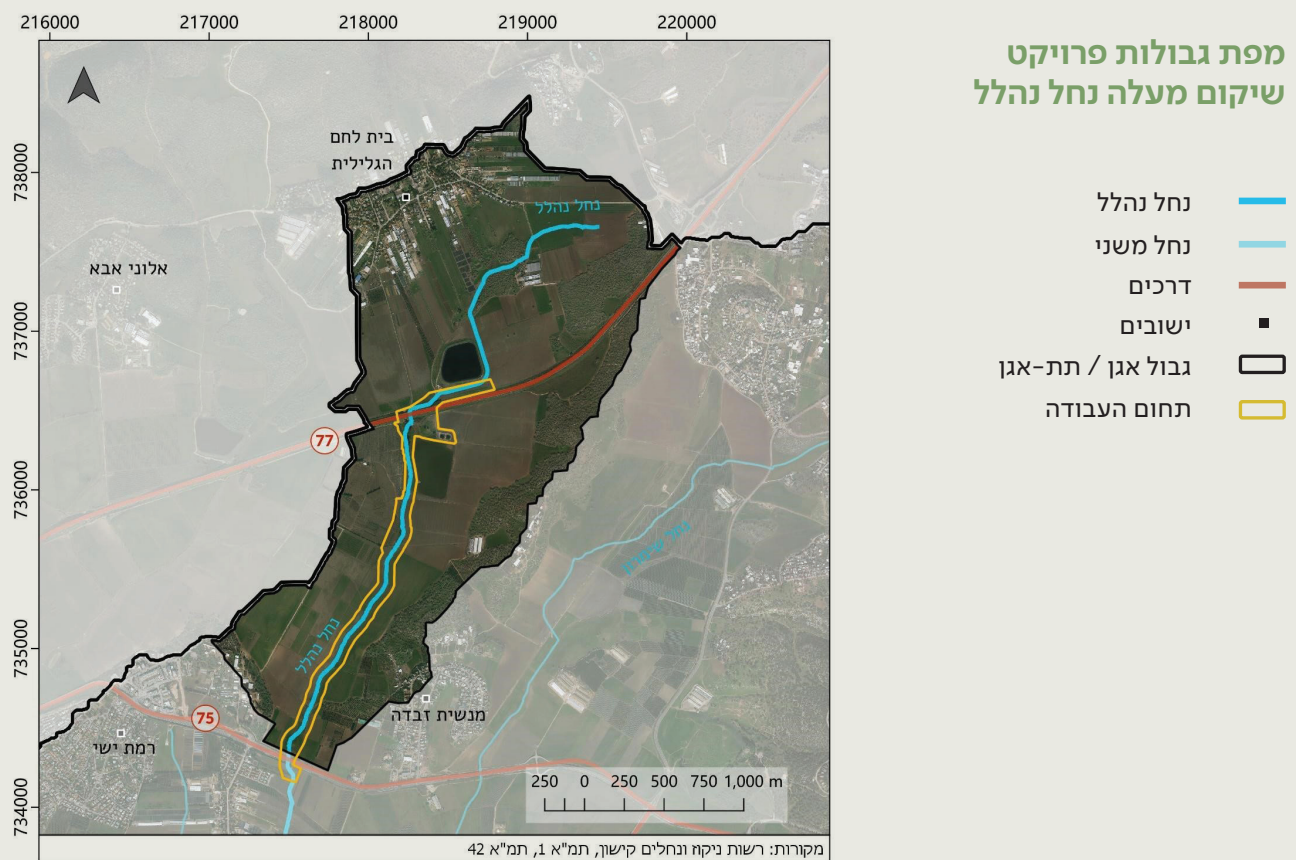 מפת גבולות פרויקט
שיקום מעלה נחל נהלל
נחל נהלל
נחל משני
דרכים
ישובים
גבול אגן / תת-אגן
תחום העבודה
216000 217000 218000 219000 220000
738000
737000
736000
735000
734000
בית לחם
הגלילית
נחל נהלל
אלוני אבא
77
נחל נהלל
מנשית זבדה
75
רמת ישי
250 0 250 500 750 1,000 m
מקורות: רשות ניקוז ונחלים קישון, תמ"א 1, תמ"א 42